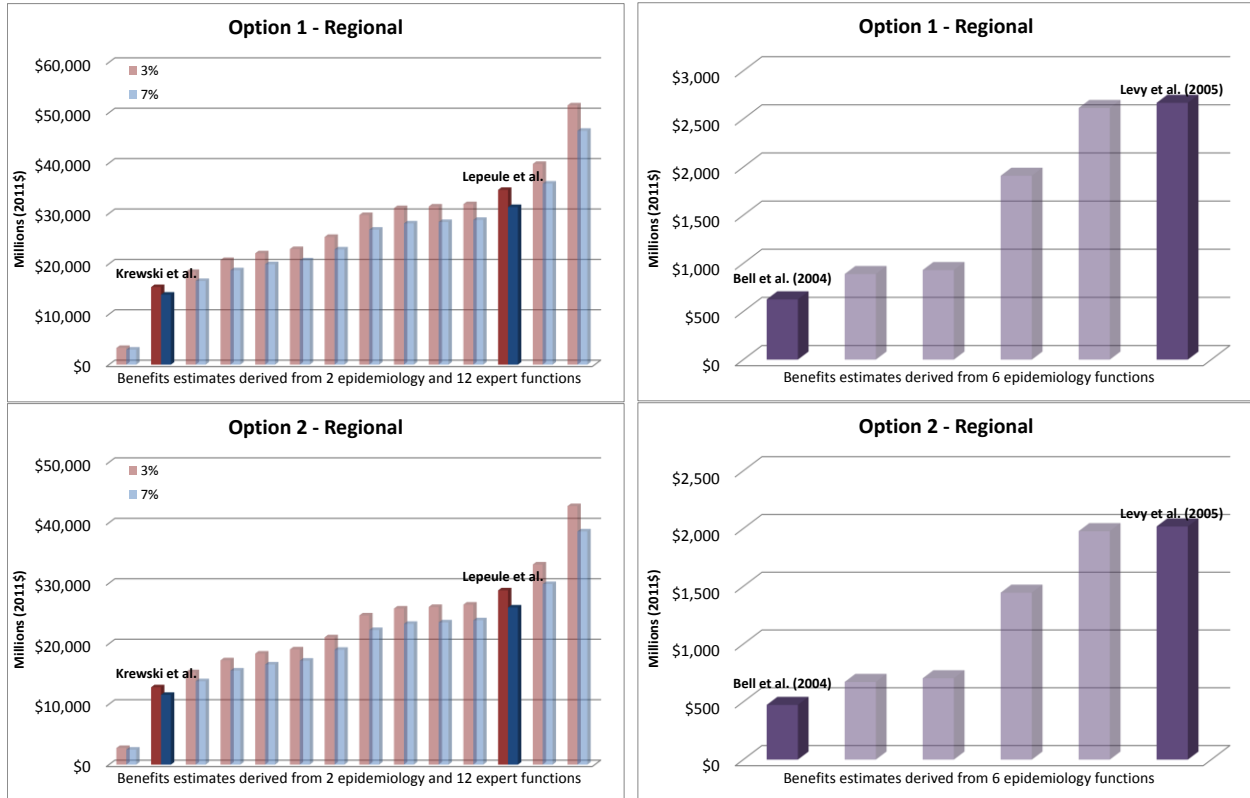 Option 1 - Regional
$60,000
$50,000
$40,000
$30,000
$20,000
$10,000
$0
Millions (2011$)
3%
7%
Krewski et al.
Lepeule et al.
Benefits estimates derived from 2 epidemiology and 12 expert functions
Option 1 - Regional
$3,000
$2,500
$2,000
$1,500
$1,000
$500
$0
Millions (2011$)
Bell et al. (2004)
Levy et al. (2005)
Benefits estimates derived from 6 epidemiology functions
Option 2 - Regional
$50,000
$40,000
$30,000
$20,000
$10,000
$0
Millions (2011$)
3%
7%
Krewski et al.
Lepeule et al.
Benefits estimates derived from 2 epidemiology and 12 expert functions
Option 2 - Regional
$2,500
$2,000
$1,500
$1,000
$500
$0
Millions (2011$)
Bell et al. (2004)
Levy et al. (2005)
Benefits estimates derived from 6 epidemiology functions